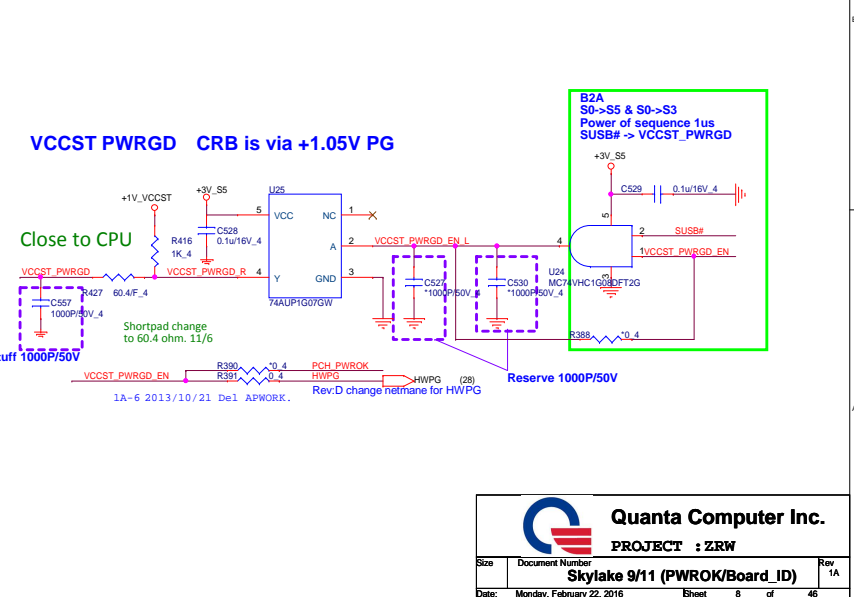 B2A
S0->S5 & S0->S3
Power of sequence 1us
SUSB# -> VCCST_PWRGD
VCCST PWRGD CRB is via +1.05V PG
+3V_S5
C529 0.1u/16V_4
+1V_VCCST
+3V_S5
U25
5 VCC NC 1
5
2 SUSB#
Close to CPU
R416
1K_4
C528
0.1u/16V_4
A 2 VCCST_PWRGD_EN_L 4
1 VCCST_PWRGD_EN
VCCST_PWRGD
VCCST_PWRGD_R 4 Y GND 3
3
R427 60.4/F_4
C557
1000P/50V_4
C527
*1000P/50V_4
C530
*1000P/50V_4
U24
MC74VHC1G08DFT2G
74AUP1G07GW
Shortpad change
to 60.4 ohm. 11/6
R388 *0_4
tuff 1000P/50V
R390 *0_4 PCH_PWROK
VCCST_PWRGD_EN R391 0_4 HWPG HWPG (28)
Reserve 1000P/50V
Rev:D change netmane for HWPG
1A-6 2013/10/21 Del APWORK.
Quanta Computer Inc.
PROJECT : ZRW
Size Document Number Rev
Skylake 9/11 (PWROK/Board_ID) 1A
Date: Monday, February 22, 2016 Sheet 8 of 46